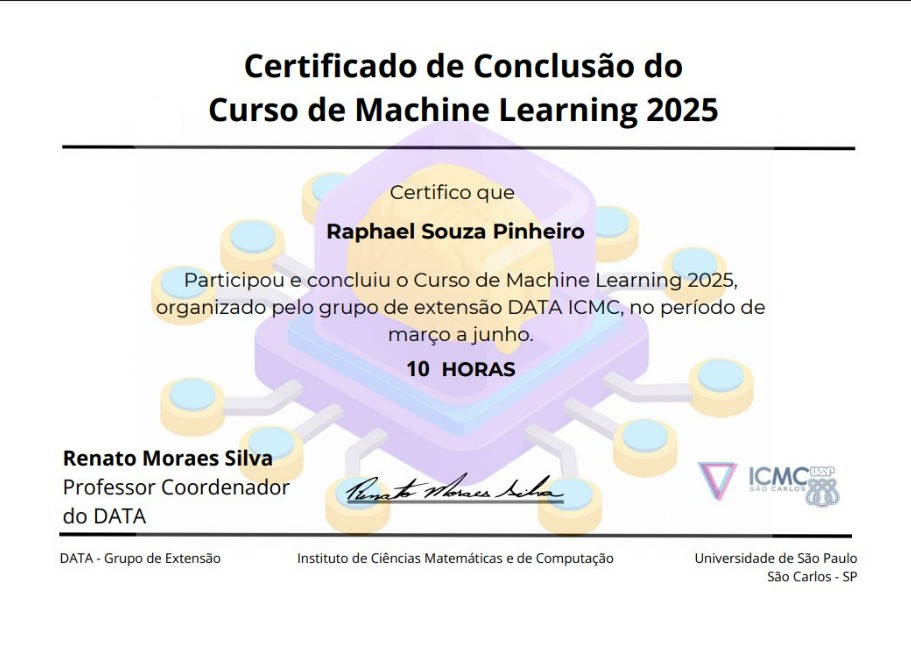 Certificado de Conclusão do
Curso de Machine Learning 2025
Certifico que
Raphael Souza Pinheiro
Participou e concluiu o Curso de Machine Learning 2025,
organizado pelo grupo de extensão DATA ICMC, no período de
março a junho.
10 HORAS
Renato Moraes Silva
Professor Coordenador
do DATA
Renato Moraes Silva
ICMC USP
SÃO CARLOS
DATA - Grupo de Extensão
Instituto de Ciências Matemáticas e de Computação
Universidade de São Paulo
São Carlos - SP